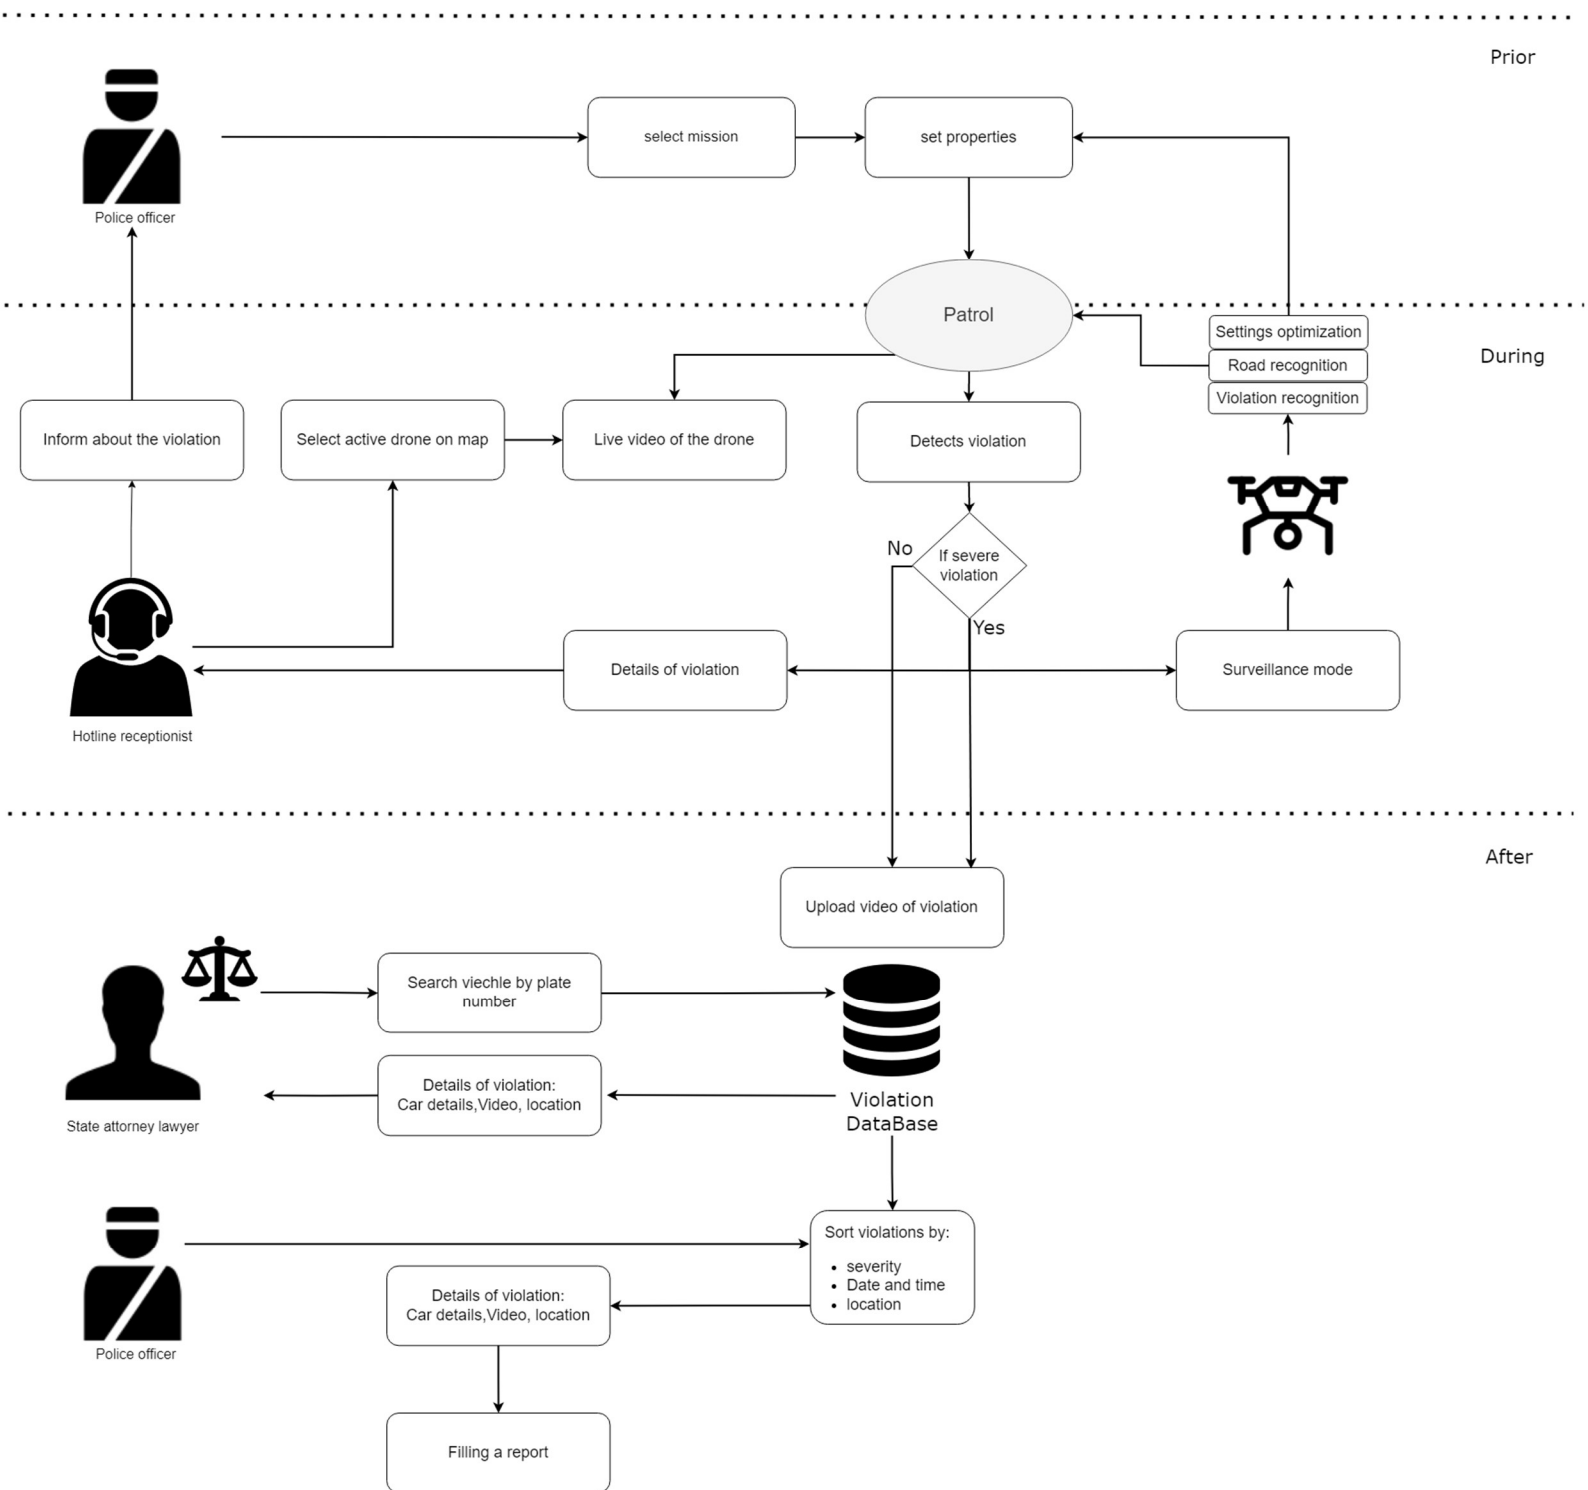 Prior
select mission
set properties
Police officer
Patrol
Settings optimization
Road recognition
Violation recognition
During
Inform about the violation
Select active drone on map
Live video of the drone
Detects violation
No
If severe
violation
Yes
Details of violation
Surveillance mode
Hotline receptionist
After
Upload video of violation
Search viechle by plate
number
Details of violation:
Car details,Video, location
Violation
DataBase
State attorney lawyer
Sort violations by:
• severity
• Date and time
• location
Details of violation:
Car details,Video, location
Police officer
Filling a report